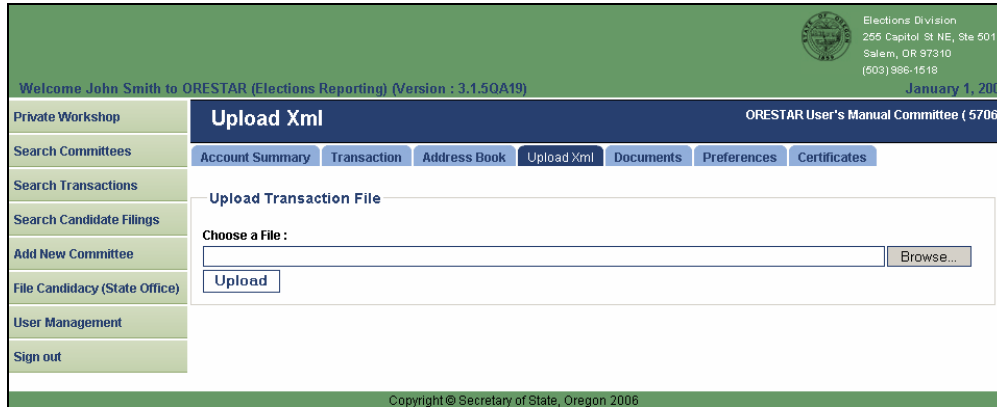 Elections Division
255 Capitol St NE, Ste 501
Salem, OR 97310
(503) 986-1518
Welcome John Smith to ORESTAR (Elections Reporting) (Version : 3.1.5QA19)
January 1, 200
Private Workshop
Search Committees
Search Transactions
Search Candidate Filings
Add New Committee
File Candidacy (State Office)
User Management
Sign out
Upload Xml
ORESTAR User's Manual Committee ( 5706
Account Summary Transaction Address Book Upload Xml Documents Preferences Certificates
Upload Transaction File
Choose a File :
Browse...
Upload
Copyright © Secretary of State, Oregon 2006